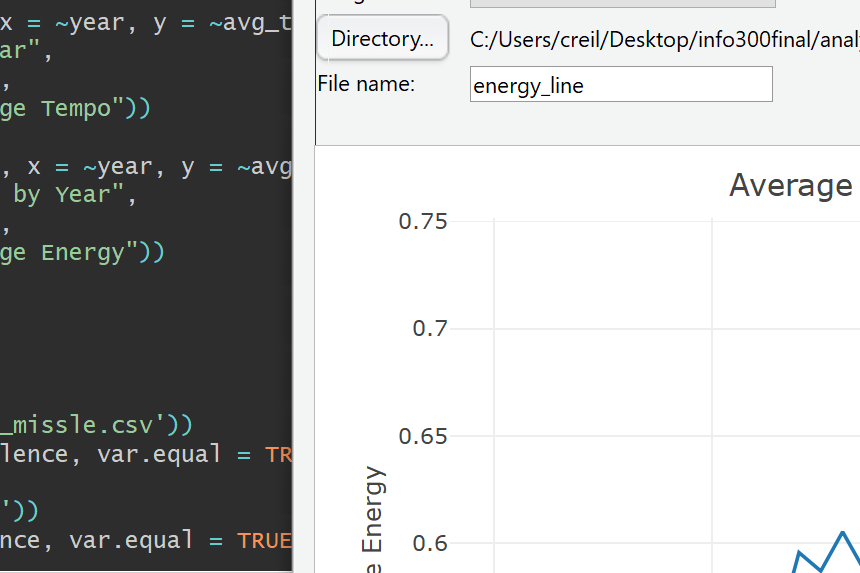 x = ~year, y = ~avg_t
ar",
,
ge Tempo"))
, x = ~year, y = ~avg
by Year",
,
ge Energy"))
_missle.csv'))
lence, var.equal = TR
'))
nce, var.equal = TRUE
Directory...
C:/Users/creil/Desktop/info300final/analy
File name:
energy_line
Average
0.75
0.7
0.65
0.6
e Energy